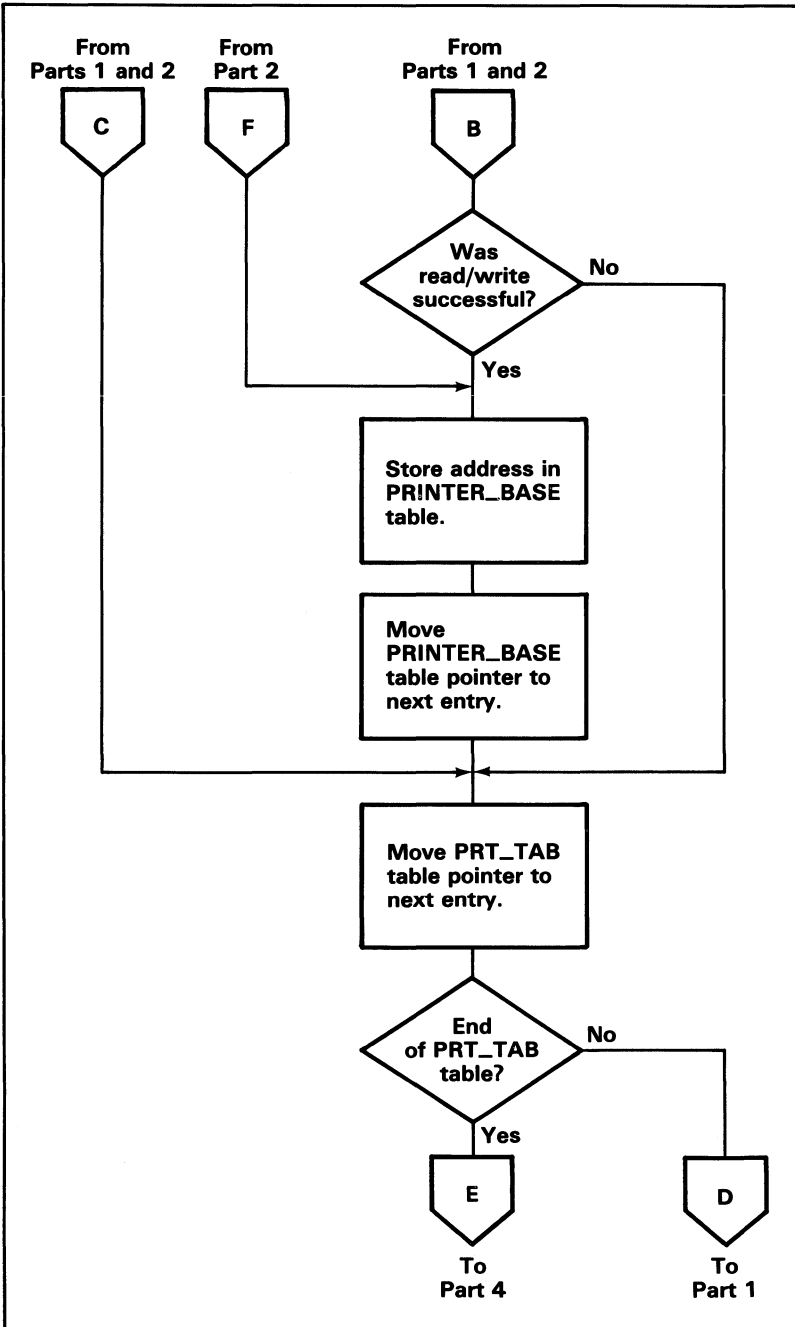 From
Parts 1 and 2
C
From
Part 2
F
From
Parts 1 and 2
B
Was
read/write
successful?
No
Yes
Store address in
PRINTER_BASE
table.
Move
PRINTER_BASE
table pointer to
next entry.
Move PRT_TAB
table pointer to
next entry.
End
of PRT_TAB
table?
No
Yes
E
To
Part 4
D
To
Part 1